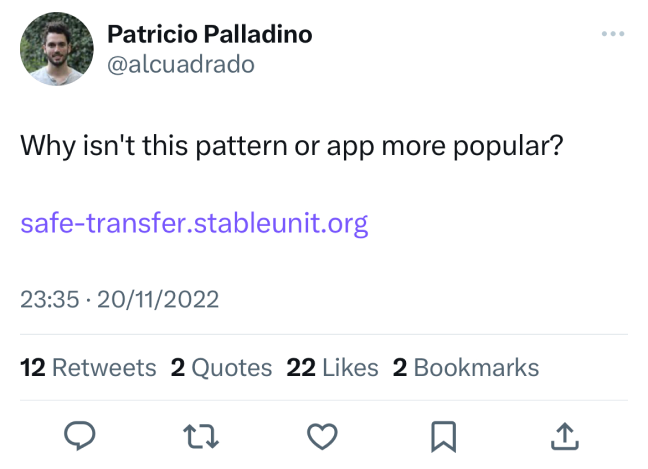 Patricio Palladino
@alcuadrado
Why isn't this pattern or app more popular?
safe-transfer.stableunit.org
23:35 · 20/11/2022
12 Retweets 2 Quotes 22 Likes 2 Bookmarks